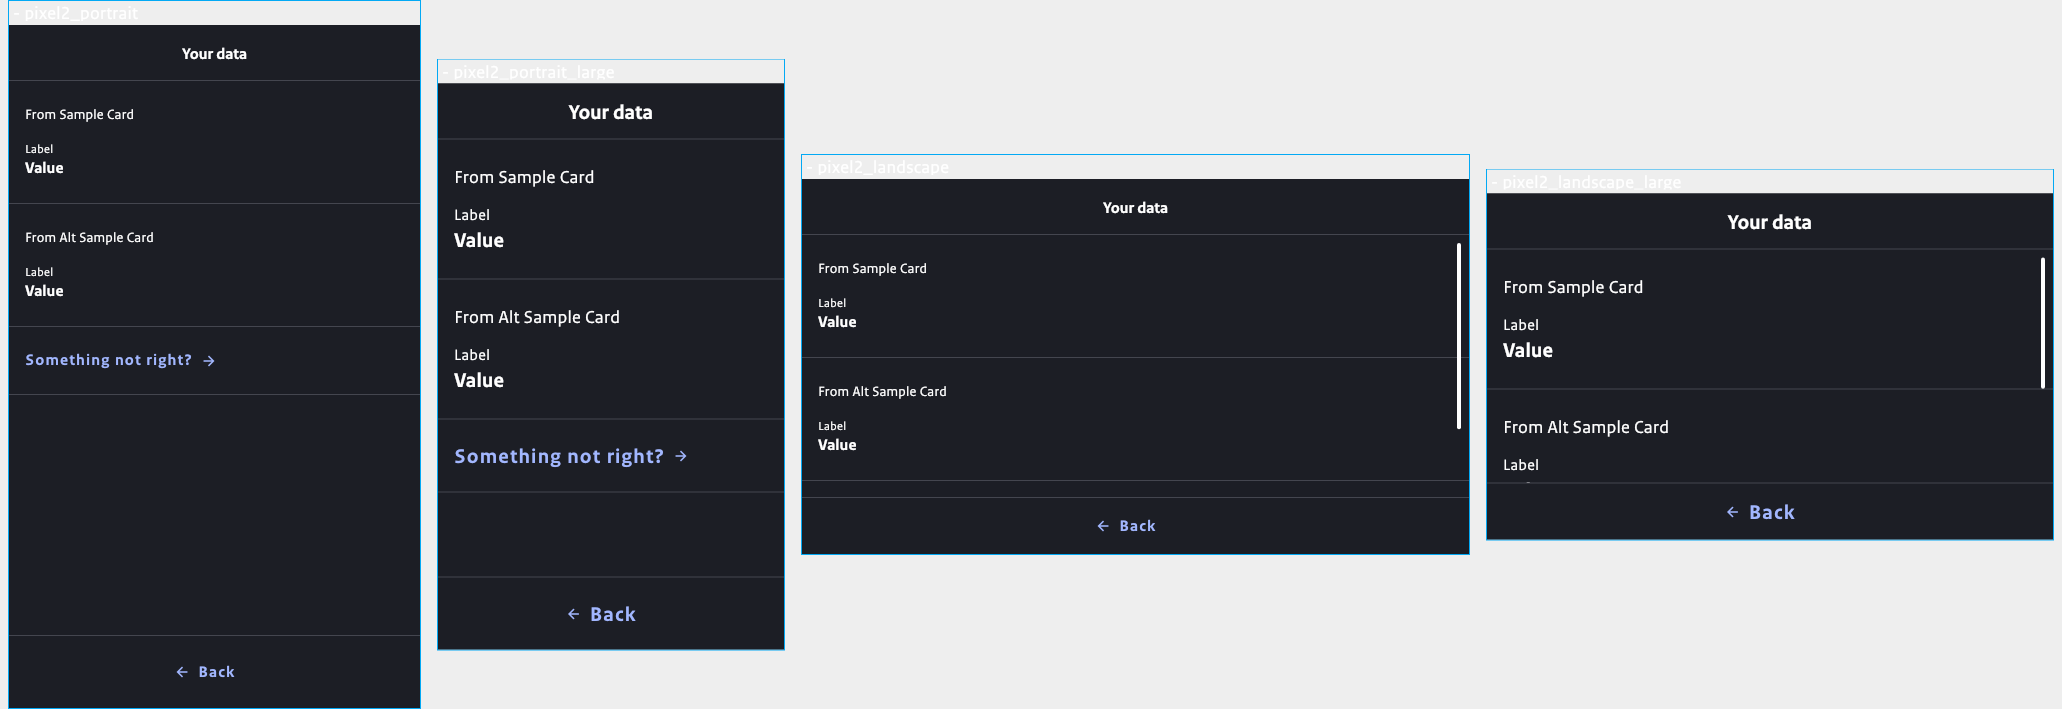 - pixel2_portrait
Your data
From Sample Card
Label
Value
From Alt Sample Card
Label
Value
Something not right? →
← Back
- pixel2_portrait_large
Your data
From Sample Card
Label
Value
From Alt Sample Card
Label
Value
Something not right? →
← Back
- pixel2_landscape
Your data
From Sample Card
Label
Value
From Alt Sample Card
Label
Value
← Back
- pixel2_landscape_large
Your data
From Sample Card
Label
Value
From Alt Sample Card
Label
← Back